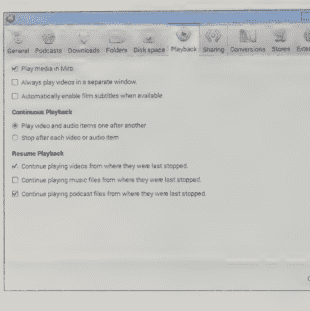 General Podcasts Downloads Folders Disk space Playback Sharing Conversions Stores
Play media in Miro.
Always play videos in a separate window.
Automatically enable film subtitles when available.
Continuous Playback
Play video and audio items one after another
Stop after each video or audio item
Resume Playback
Continue playing videos from where they were last stopped.
Continue playing music files from where they were last stopped.
Continue playing podcast files from where they were last stopped.